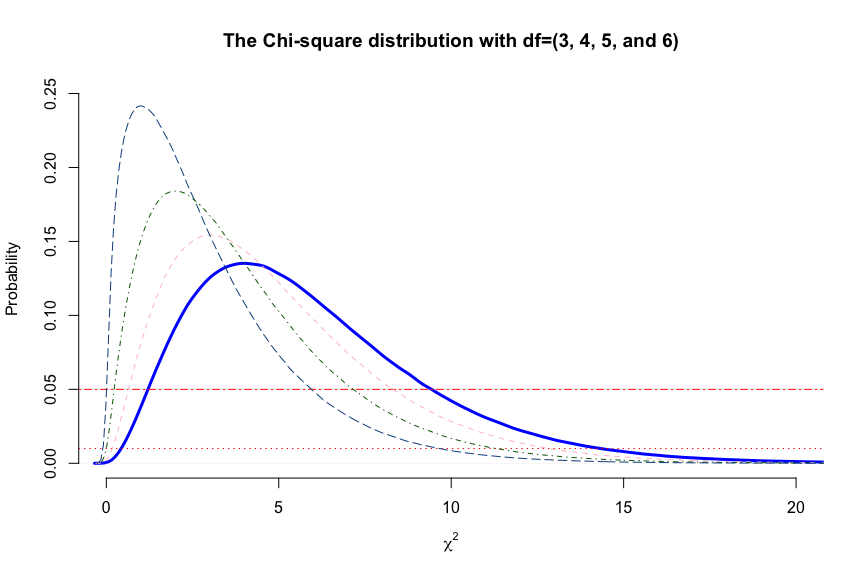 The Chi-square distribution with df=(3, 4, 5, and 6)
0.25
0.20
0.15
0.10
0.05
0.00
Probability
0 5 10 15 20
χ2